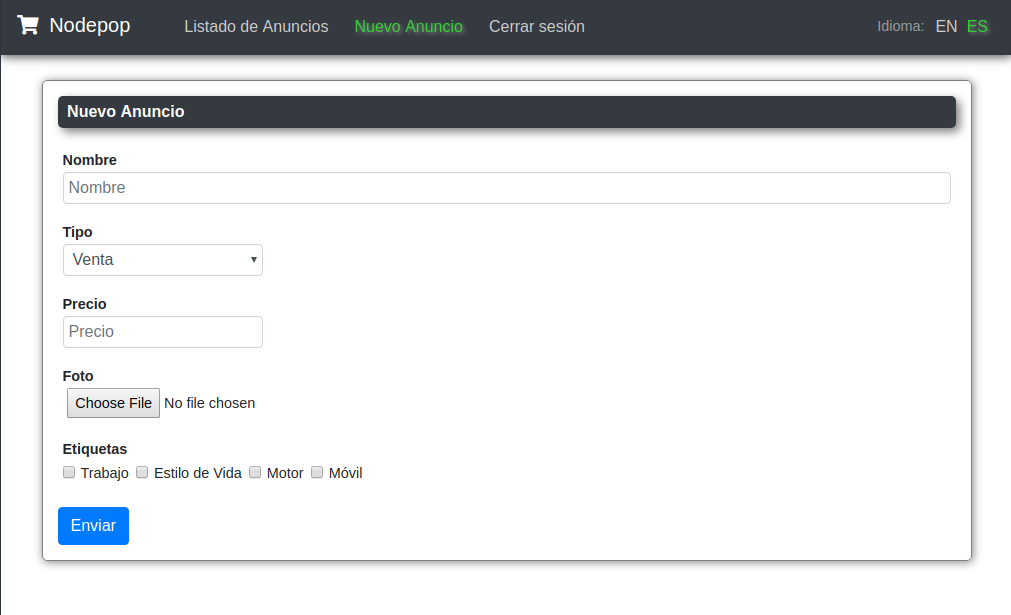 Nodepop Listado de Anuncios Nuevo Anuncio Cerrar sesión Idioma: EN ES
Nuevo Anuncio
Nombre
Nombre
Tipo
Venta
Precio
Precio
Foto
Choose File No file chosen
Etiquetas
Trabajo Estilo de Vida Motor Móvil
Enviar